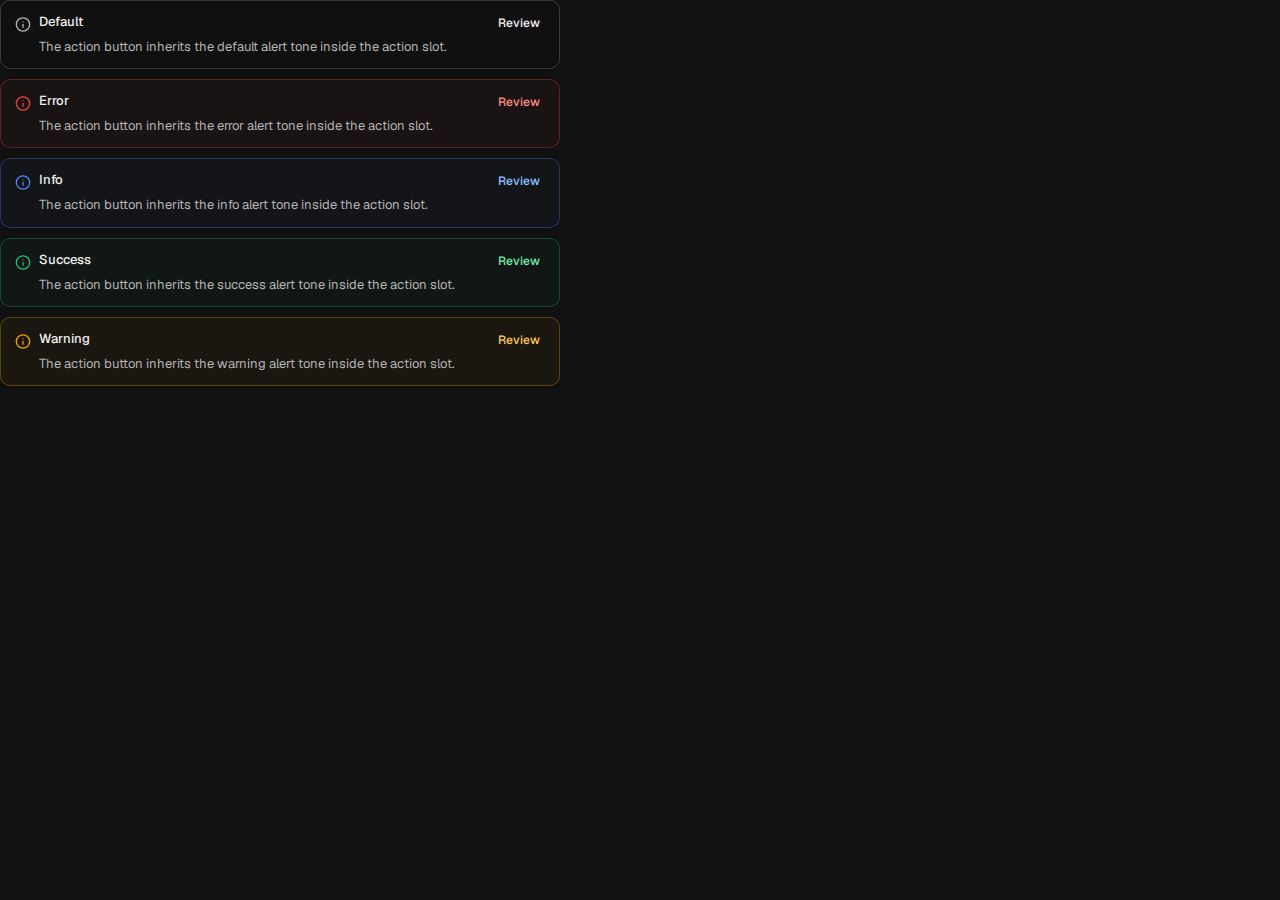 Default Review
The action button inherits the default alert tone inside the action slot.
Error Review
The action button inherits the error alert tone inside the action slot.
Info Review
The action button inherits the info alert tone inside the action slot.
Success Review
The action button inherits the success alert tone inside the action slot.
Warning Review
The action button inherits the warning alert tone inside the action slot.